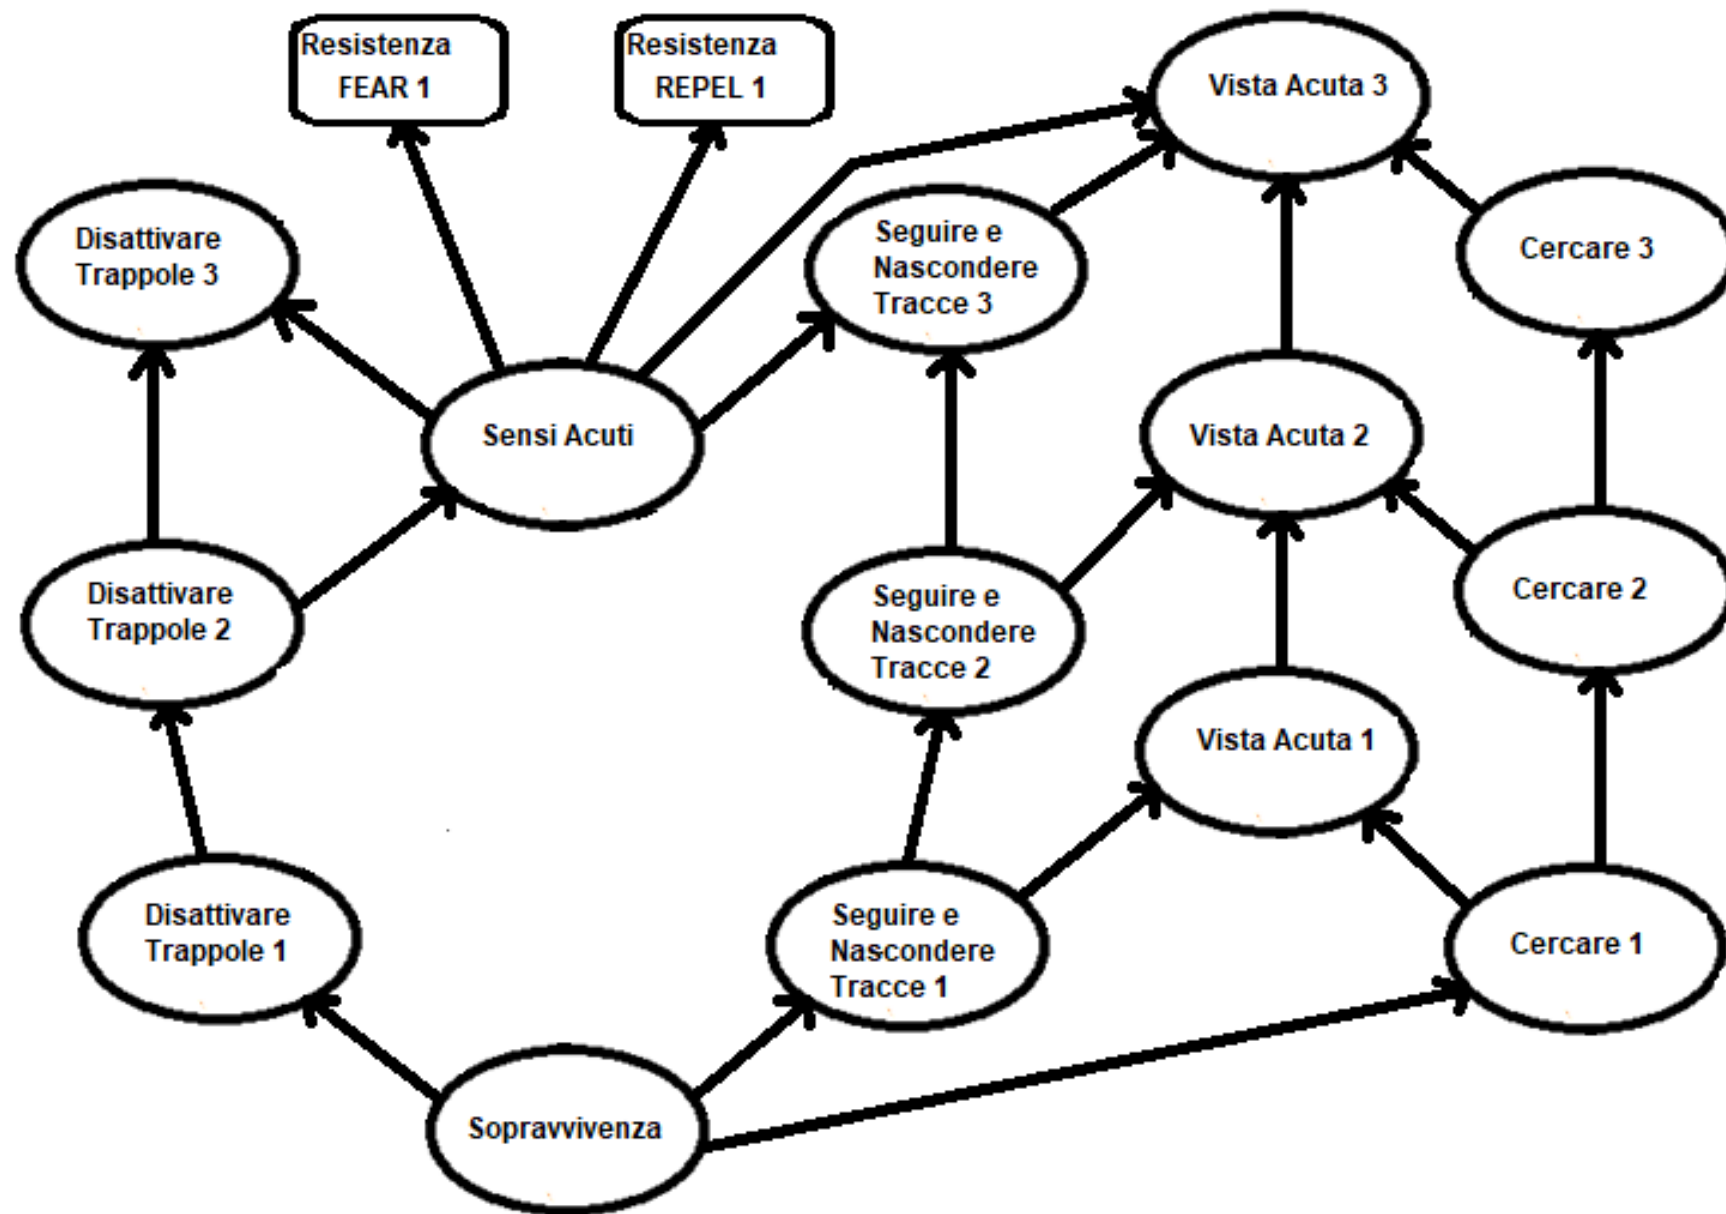 Resistenza
FEAR 1
Resistenza
REPEL 1
Vista Acuta 3
Disattivare
Trappole 3
Seguire e
Nascondere
Tracce 3
Cercare 3
Sensi Acuti
Vista Acuta 2
Disattivare
Trappole 2
Seguire e
Nascondere
Tracce 2
Cercare 2
Vista Acuta 1
Disattivare
Trappole 1
Seguire e
Nascondere
Tracce 1
Cercare 1
Sopravvivenza